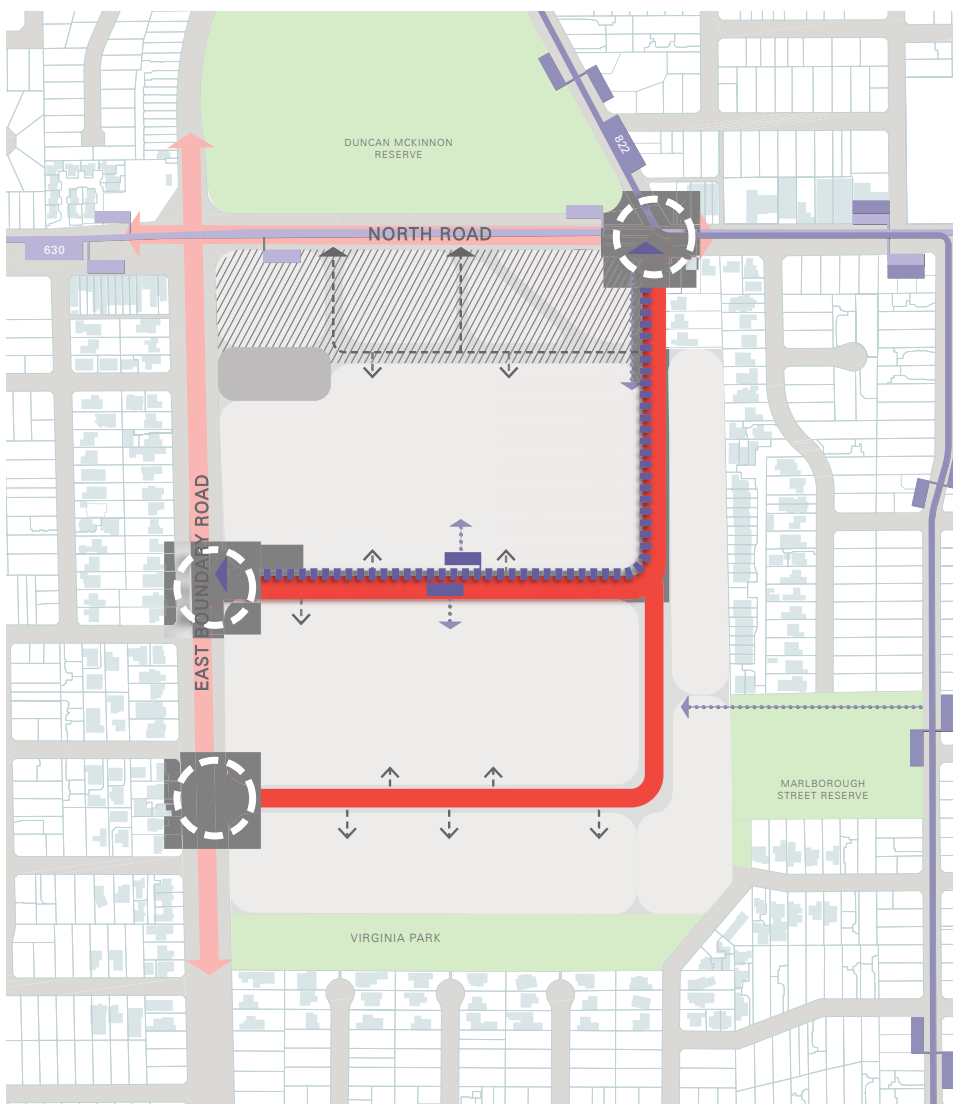 DUNCAN MCKINNON
RESERVE
822
NORTH ROAD
630
EAST BOUNDARY ROAD
MARLBOROUGH
STREET RESERVE
VIRGINIA PARK